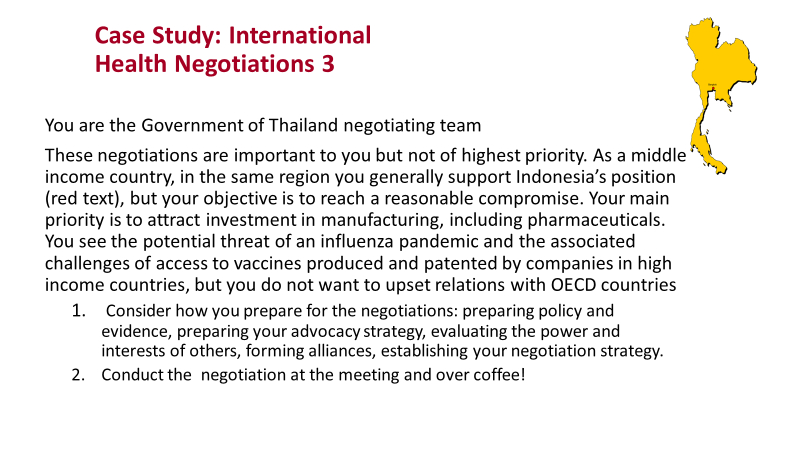 Case Study: International
Health Negotiations 3
You are the Government of Thailand negotiating team
These negotiations are important to you but not of highest priority. As a middle
income country, in the same region you generally support Indonesia’s position
(red text), but your objective is to reach a reasonable compromise. Your main
priority is to attract investment in manufacturing, including pharmaceuticals.
You see the potential threat of an influenza pandemic and the associated
challenges of access to vaccines produced and patented by companies in high
income countries, but you do not want to upset relations with OECD countries
1. Consider how you prepare for the negotiations: preparing policy and
evidence, preparing your advocacy strategy, evaluating the power and
interests of others, forming alliances, establishing your negotiation strategy.
2. Conduct the negotiation at the meeting and over coffee!